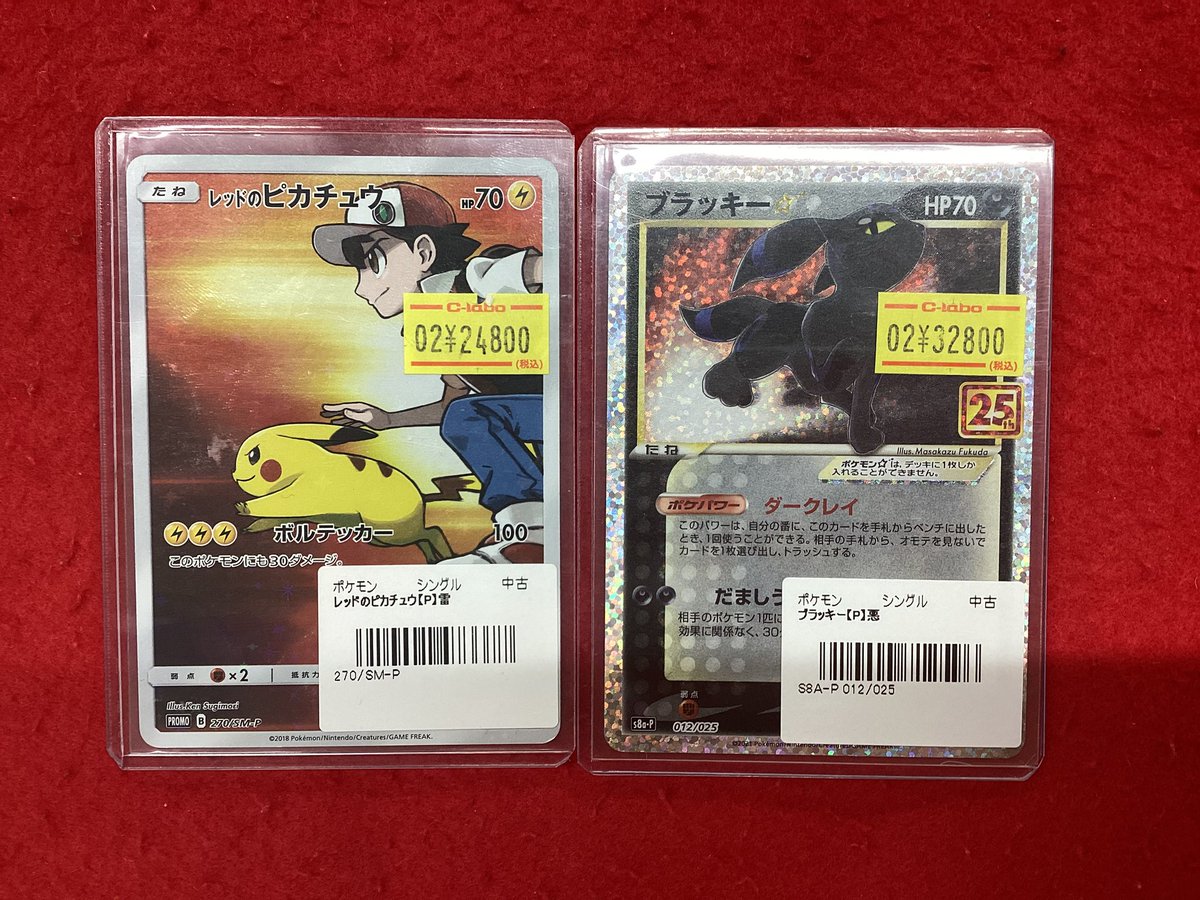 たね レッドのピカチュウ HP70
C-labo
02¥24800
(税込)
ボルテッカー 100
このポケモンにも30ダメージ。
ポケモン シングル 中古
レッドのピカチュウ【P】雷
270/SM-P
弱点 ×2 抵抗力
Illus.Ken Sugimori
PROMO B 270/SM-P
©2018 Pokémon/Nintendo/Creatures/GAME FREAK.
ブラッキー☆ HP70
C-labo
02¥32800
(税込)
25th
たね
Illus. Masakazu Fukuda
ポケモン☆は、デッキに1枚しか
入れることができません。
ポケパワー ダークレイ
このパワーは、自分の番に、このカードを手札からベンチに出した
とき、1回使うことができる。相手の手札から、オモテを見ないで
カードを1枚選び出し、トラッシュする。
だましう
相手のポケモン1匹に
効果に関係なく、30
ポケモン シングル 中古
ブラッキー【P】悪
S8A-P 012/025
弱点
s8a-P 012/025
Pokémon/Nintendo/Creatures/GAME FREAK.